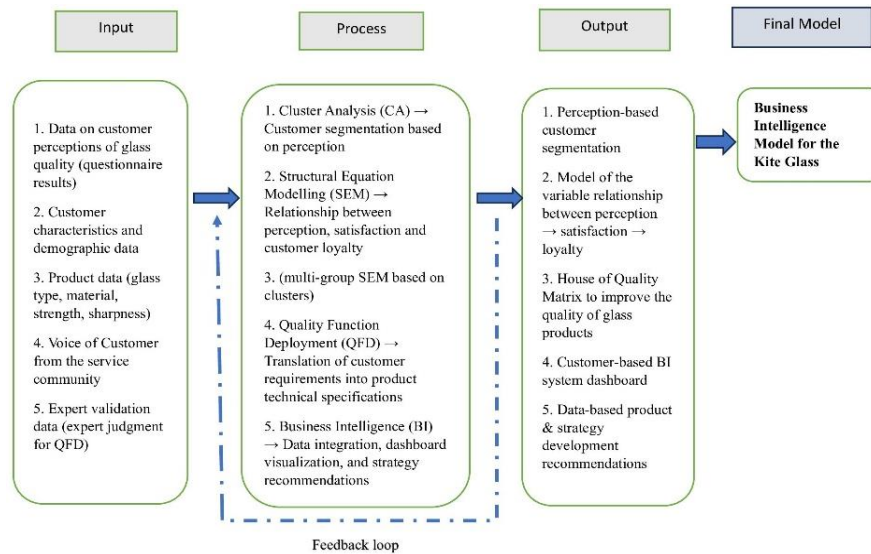 Input
Process
Output
Final Model
1. Data on customer
perceptions of glass
quality (questionnaire
results)
2. Customer
characteristics and
demographic data
3. Product data (glass
type, material,
strength, sharpness)
4. Voice of Customer
from the service
community
5. Expert validation
data (expert judgment
for QFD)
1. Cluster Analysis (CA) →
Customer segmentation
based on perception
2. Structural Equation
Modelling (SEM) →
Relationship between
perception, satisfaction and
customer loyalty
3. (multi-group SEM based on
clusters)
4. Quality Function
Deployment (QFD) →
Translation of customer
requirements into product
technical specifications
5. Business Intelligence (BI)
→ Data integration, dashboard
visualization, and strategy
recommendations
1. Perception-based
customer
segmentation
2. Model of the
variable relationship
between perception
→ satisfaction →
loyalty
3. House of Quality
Matrix to improve the
quality of glass
products
4. Customer-based BI
system dashboard
5. Data-based product
& strategy
development
recommendations
Business
Intelligence
Model for the
Kite Glass
Feedback loop